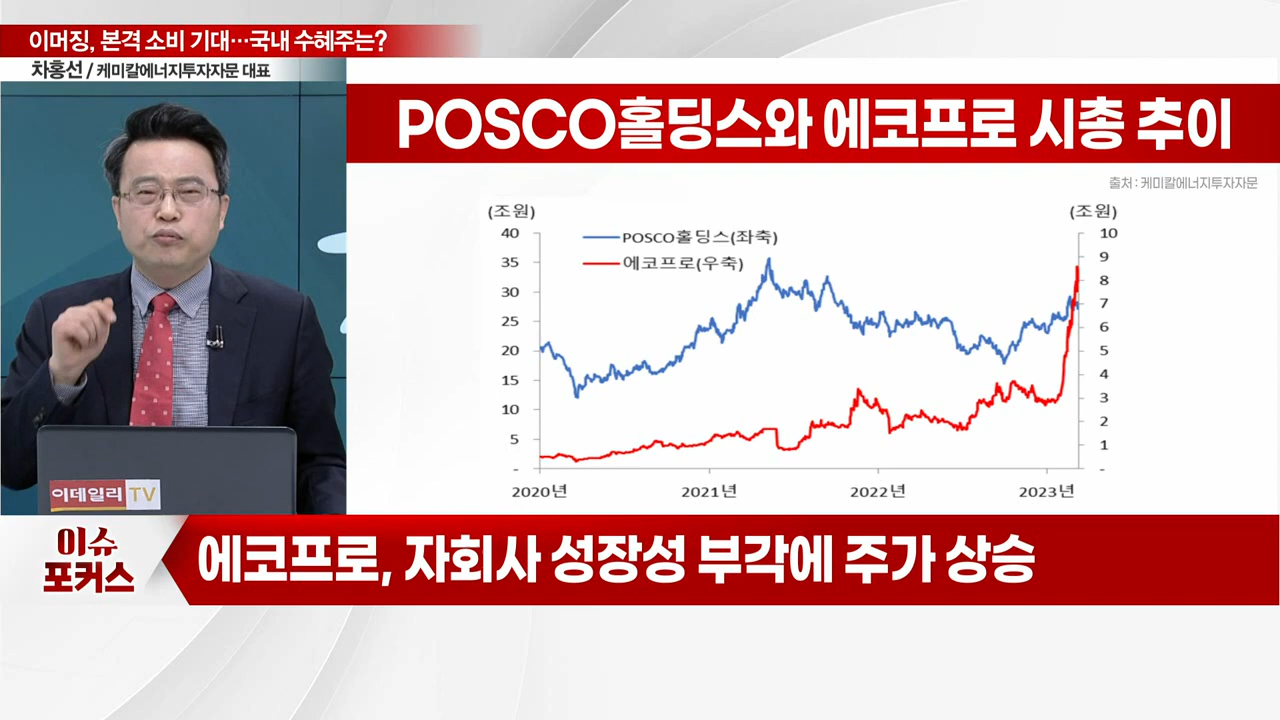 이머징, 본격 소비 기대…국내 수혜주는?
차홍선 / 케미칼에너지투자자문 대표
POSCO홀딩스와 에코프로 시총 추이
출처 : 케미칼에너지투자자문
(조원)
(조원)
POSCO홀딩스(좌축)
에코프로(우축)
40
35
30
25
20
15
10
5
-
10
9
8
7
6
5
4
3
2
1
-
2020년
2021년
2022년
2023년
이데일리 TV
이슈
포커스
에코프로, 자회사 성장성 부각에 주가 상승